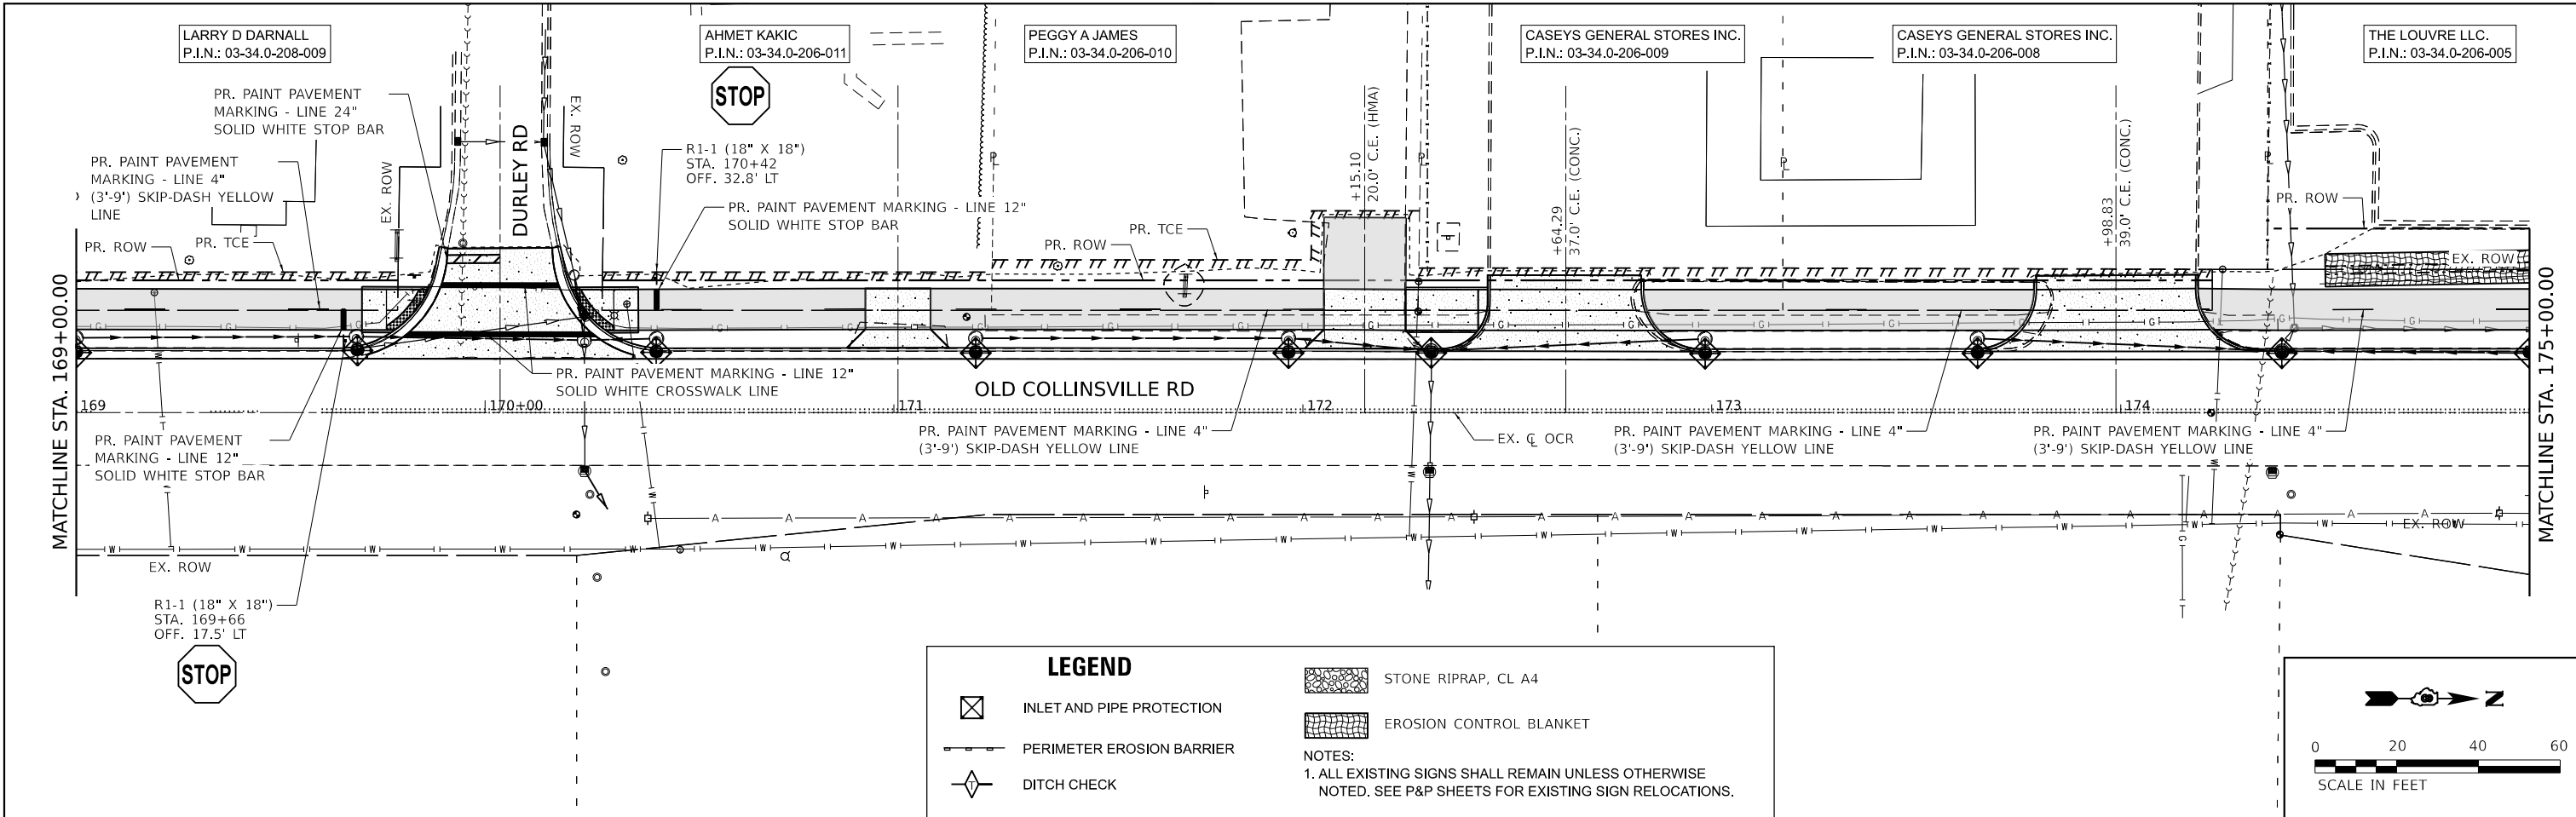 LARRY D DARNALL
P.I.N.: 03-34.0-208-009
AHMET KAKIC
P.I.N.: 03-34.0-206-011
PEGGY A JAMES
P.I.N.: 03-34.0-206-010
CASEYS GENERAL STORES INC.
P.I.N.: 03-34.0-206-009
CASEYS GENERAL STORES INC.
P.I.N.: 03-34.0-206-008
THE LOUVRE LLC.
P.I.N.: 03-34.0-206-005
STOP
PR. PAINT PAVEMENT
MARKING - LINE 24"
SOLID WHITE STOP BAR
PR. PAINT PAVEMENT
MARKING - LINE 4"
(3'-9') SKIP-DASH YELLOW
LINE
PR. ROW
PR. TCE
EX. ROW
DURLEY RD
EX. ROW
R1-1 (18" X 18")
STA. 170+42
OFF. 32.8' LT
PR. PAINT PAVEMENT MARKING - LINE 12"
SOLID WHITE STOP BAR
PR. ROW
PR. TCE
+15.10
20.0' C.E. (HMA)
+64.29
37.0' C.E. (CONC.)
+98.83
39.0' C.E. (CONC.)
PR. ROW
EX. ROW
MATCHLINE STA. 169+00.00
MATCHLINE STA. 175+00.00
PR. PAINT PAVEMENT MARKING - LINE 12"
SOLID WHITE CROSSWALK LINE
OLD COLLINSVILLE RD
169
170+00
171
172
173
174
PR. PAINT PAVEMENT
MARKING - LINE 12"
SOLID WHITE STOP BAR
PR. PAINT PAVEMENT MARKING - LINE 4"
(3'-9') SKIP-DASH YELLOW LINE
EX. ℄ OCR
PR. PAINT PAVEMENT MARKING - LINE 4"
(3'-9') SKIP-DASH YELLOW LINE
PR. PAINT PAVEMENT MARKING - LINE 4"
(3'-9') SKIP-DASH YELLOW LINE
EX. ROW
EX. ROW
R1-1 (18" X 18")
STA. 169+66
OFF. 17.5' LT
STOP
LEGEND
INLET AND PIPE PROTECTION
PERIMETER EROSION BARRIER
DITCH CHECK
STONE RIPRAP, CL A4
EROSION CONTROL BLANKET
NOTES:
1. ALL EXISTING SIGNS SHALL REMAIN UNLESS OTHERWISE
NOTED. SEE P&P SHEETS FOR EXISTING SIGN RELOCATIONS.
N
0 20 40 60
SCALE IN FEET